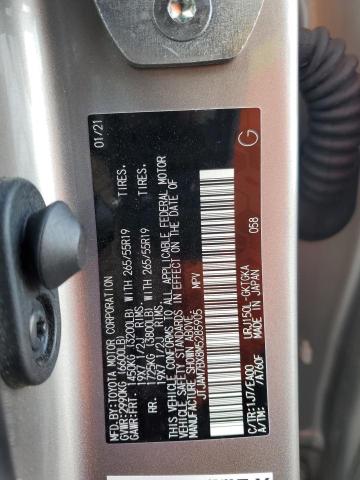 MFD.BY:TOYOTA MOTOR CORPORATION 01/21
GVWR:2990KG(6600LB)
GAWR:FRT. 1450KG(3200LB) WITH 265/55R19 TIRES.
19X7 1/2J RIMS.
RR. 1725KG(3800LB) WITH 265/55R19 TIRES.
19X7 1/2J RIMS.
THIS VEHICLE CONFORMS TO ALL APPLICABLE FEDERAL MOTOR
VEHICLE SAFETY STANDARDS IN EFFECT ON THE DATE OF
MANUFACTURE SHOWN ABOVE.
JTJAM7BX8M5285905 MPV
G
058
C/TR:1J7/EA00 URJ150L-GKTGKA
A/TM: /A760F MADE IN JAPAN